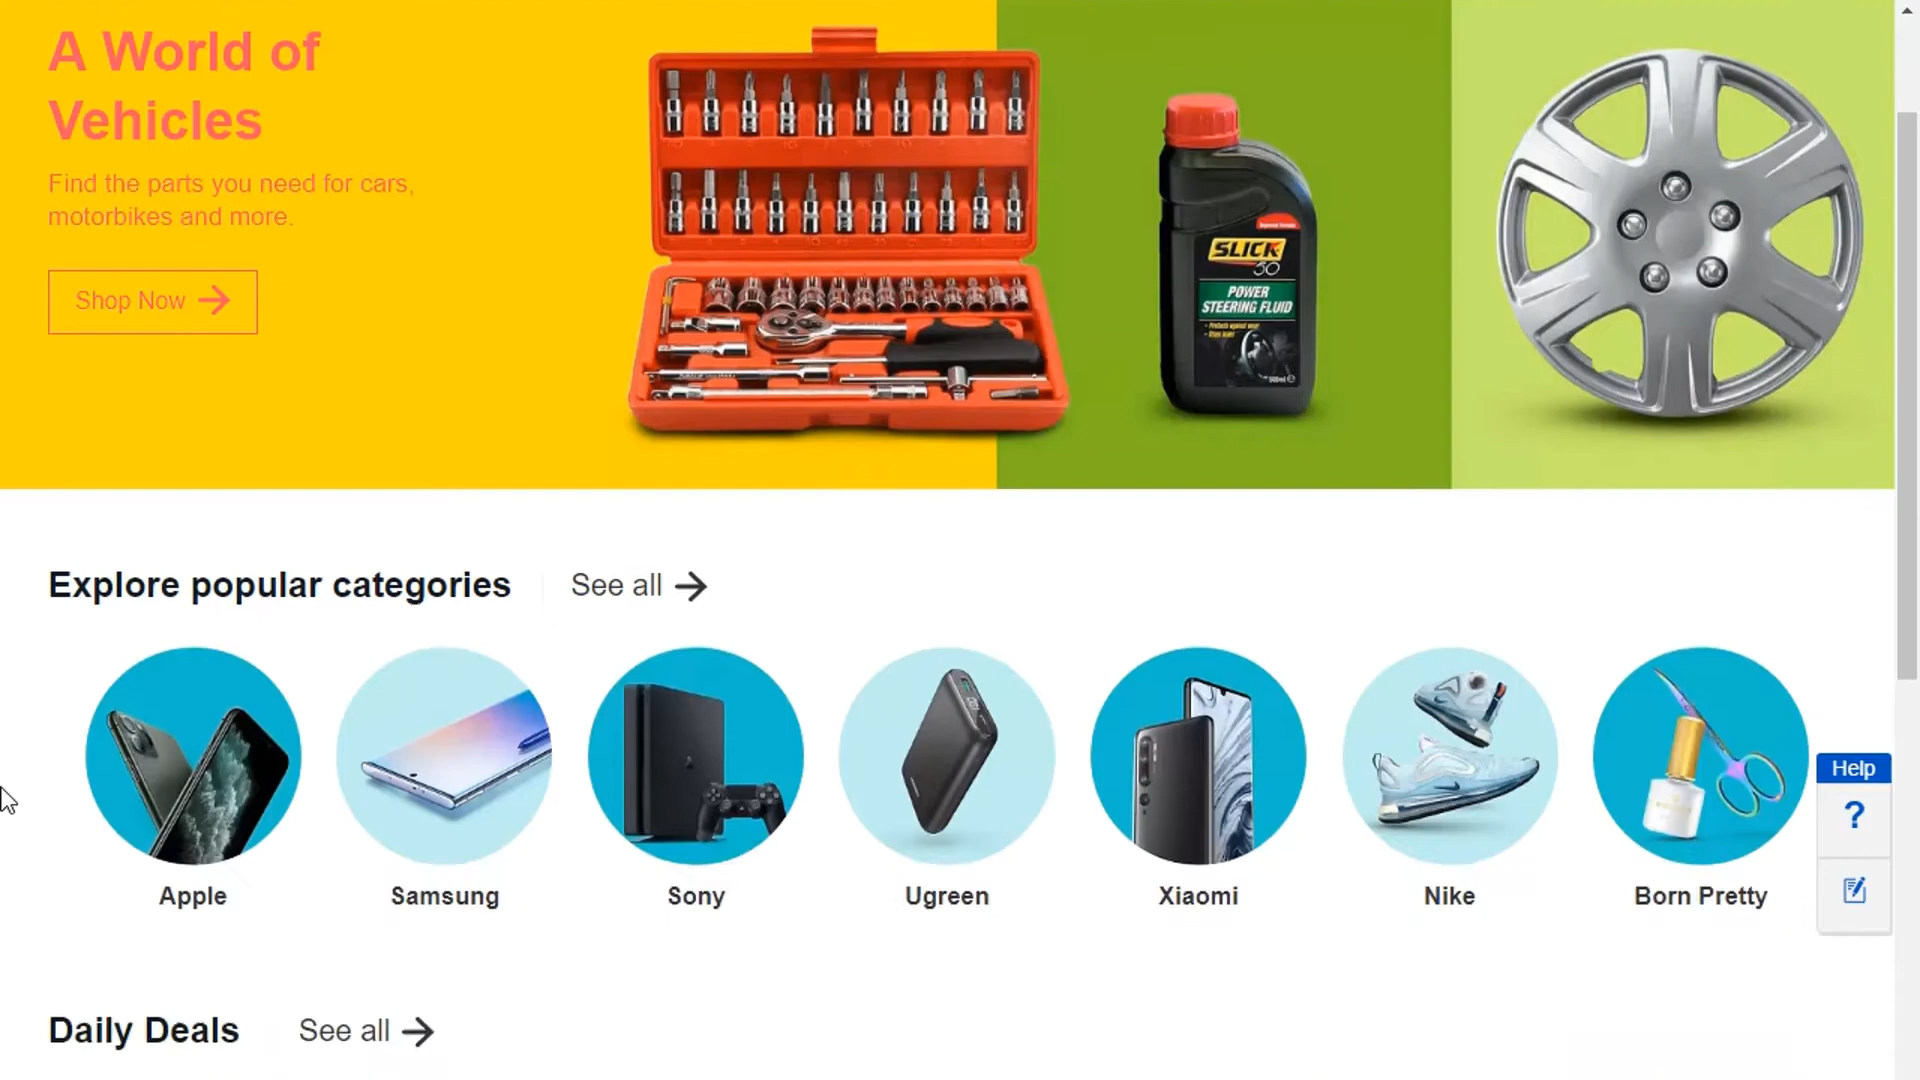 A World of
Vehicles
Find the parts you need for cars,
motorbikes and more.
Shop Now
SLICK
50
POWER
STEERING FLUID
500ml
Explore popular categories
See all
Apple
Samsung
Sony
Ugreen
Xiaomi
Nike
Born Pretty
Help
?
Daily Deals
See all